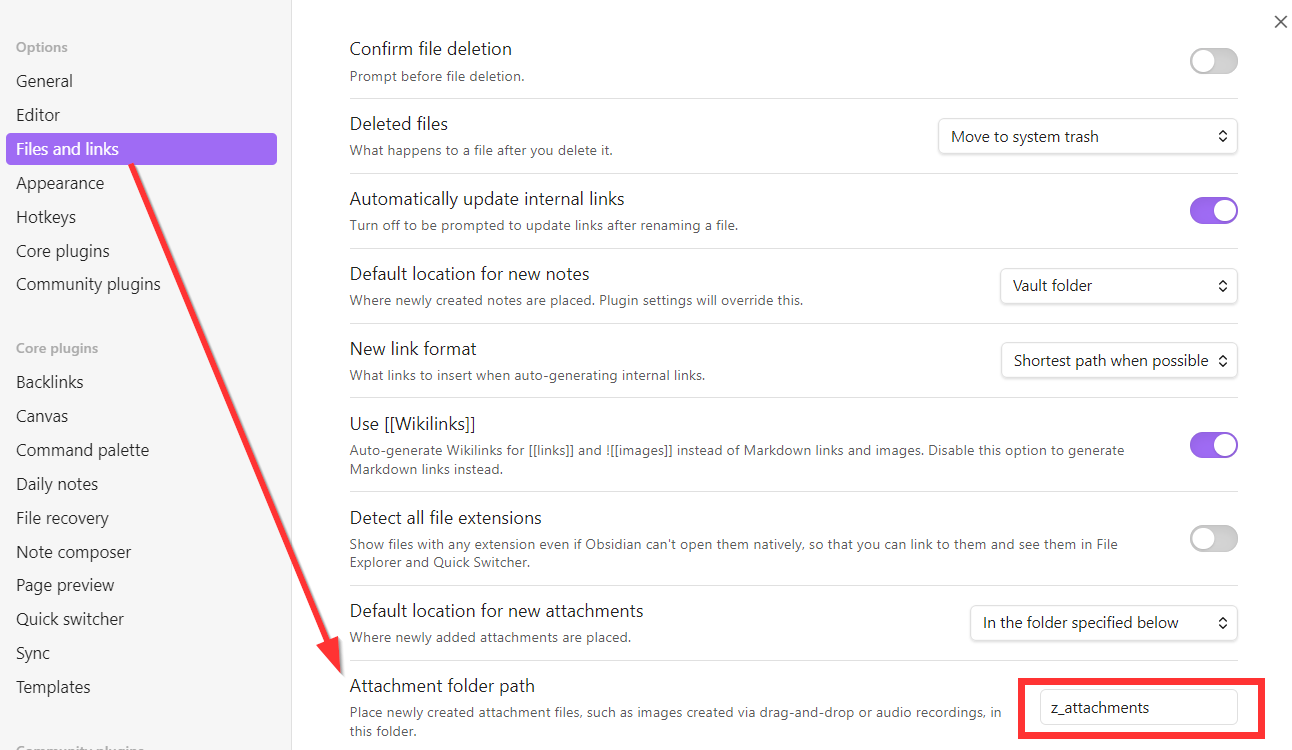 Options
General
Editor
Files and links
Appearance
Hotkeys
Core plugins
Community plugins
Core plugins
Backlinks
Canvas
Command palette
Daily notes
File recovery
Note composer
Page preview
Quick switcher
Sync
Templates
Community plugins
Confirm file deletion
Prompt before file deletion.
Deleted files
What happens to a file after you delete it.
Move to system trash
Automatically update internal links
Turn off to be prompted to update links after renaming a file.
Default location for new notes
Where newly created notes are placed. Plugin settings will override this.
Vault folder
New link format
What links to insert when auto-generating internal links.
Shortest path when possible
Use [[Wikilinks]]
Auto-generate Wikilinks for [[links]] and ![[images]] instead of Markdown links and images. Disable this option to generate
Markdown links instead.
Detect all file extensions
Show files with any extension even if Obsidian can't open them natively, so that you can link to them and see them in File
Explorer and Quick Switcher.
Default location for new attachments
Where newly added attachments are placed.
In the folder specified below
Attachment folder path
Place newly created attachment files, such as images created via drag-and-drop or audio recordings, in
this folder.
z_attachments